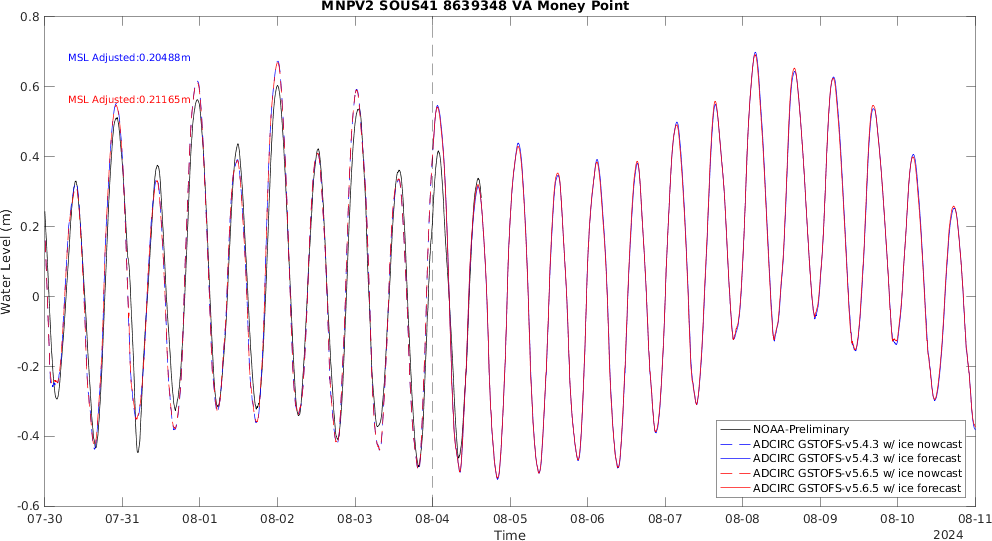 MNPV2 SOUS41 8639348 VA Money Point
0.8
MSL Adjusted:0.20488m
0.6
MSL Adjusted:0.21165m
0.4
Water Level (m)
0.2
0
-0.2
-0.4
-0.6
NOAA-Preliminary
ADCIRC GSTOFS-v5.4.3 w/ ice nowcast
ADCIRC GSTOFS-v5.4.3 w/ ice forecast
ADCIRC GSTOFS-v5.6.5 w/ ice nowcast
ADCIRC GSTOFS-v5.6.5 w/ ice forecast
07-30 07-31 08-01 08-02 08-03 08-04 08-05 08-06 08-07 08-08 08-09 08-10 08-11
Time
2024